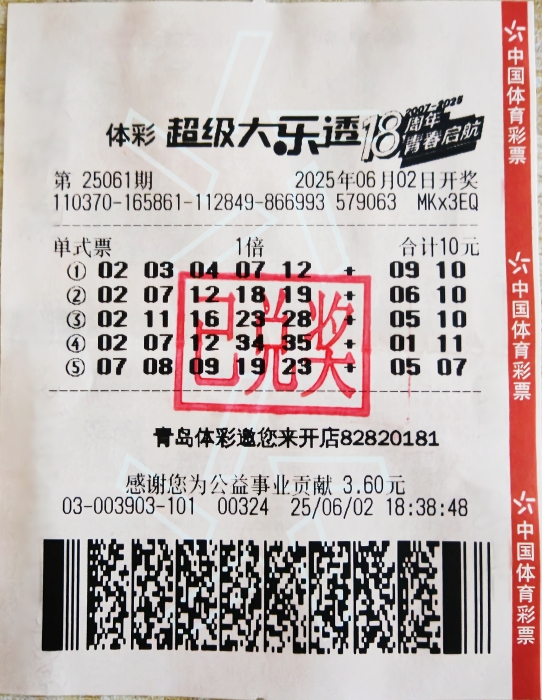 体彩 超级大乐透 18 2007-2025 周年 青春启航
第 25061期 2025年06月02日开奖
110370-165861-112849-866993 579063 MKx3EQ
单式票 1倍 合计10元
① 02 03 04 07 12 + 09 10
② 02 07 12 18 19 + 06 10
③ 02 11 16 23 28 + 05 10
④ 02 07 12 34 35 + 01 11
⑤ 07 08 09 19 23 + 05 07
已兑奖
青岛体彩邀您来开店82820181
感谢您为公益事业贡献 3.60元
03-003903-101 00324 25/06/02 18:38:48
中国体育彩票
中国体育彩票
中国体育彩票